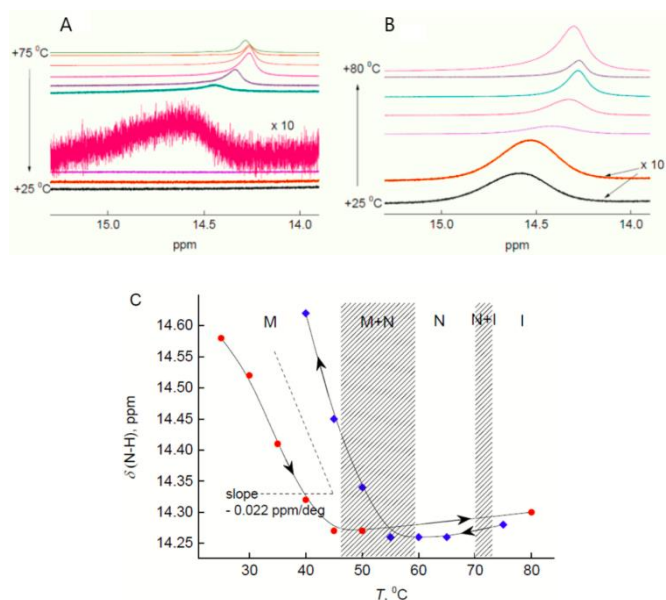 A
+75 °C
x 10
+25 °C
15.0 14.5 14.0
ppm
B
+80 °C
x 10
+25 °C
15.0 14.5 14.0
ppm
C
M M+N N N+I I
14.60
14.55
14.50
14.45
14.40
14.35
14.30
14.25
δ (N-H), ppm
slope
- 0.022 ppm/deg
30 40 50 60 70 80
T, °C